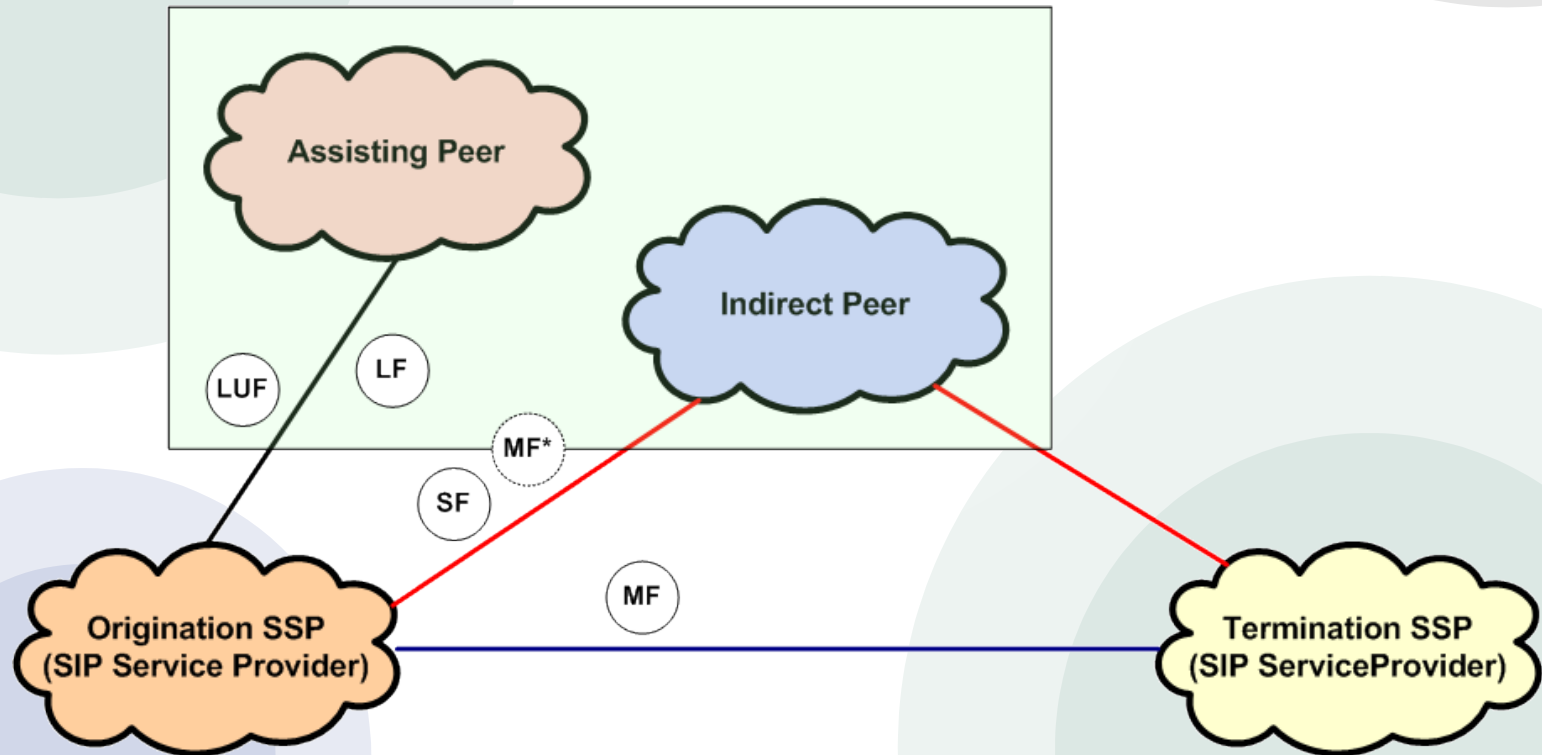 Assisting Peer
Indirect Peer
LUF
LF
MF*
SF
MF
Origination SSP
(SIP Service Provider)
Termination SSP
(SIP ServiceProvider)